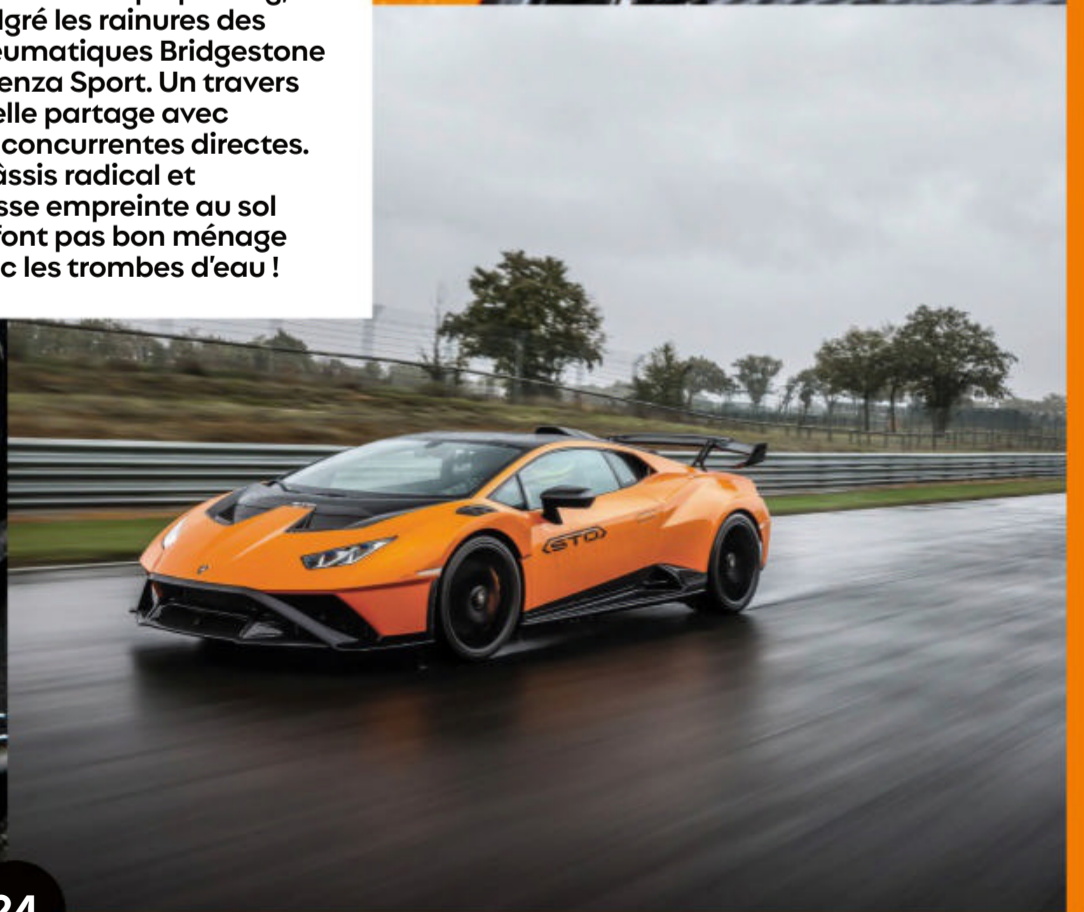 lgré les rainures des
eumatiques Bridgestone
enza Sport. Un travers
elle partage avec
concurrentes directes.
âssis radical et
sse empreinte au sol
font pas bon ménage
c les trombes d'eau !
STO
24